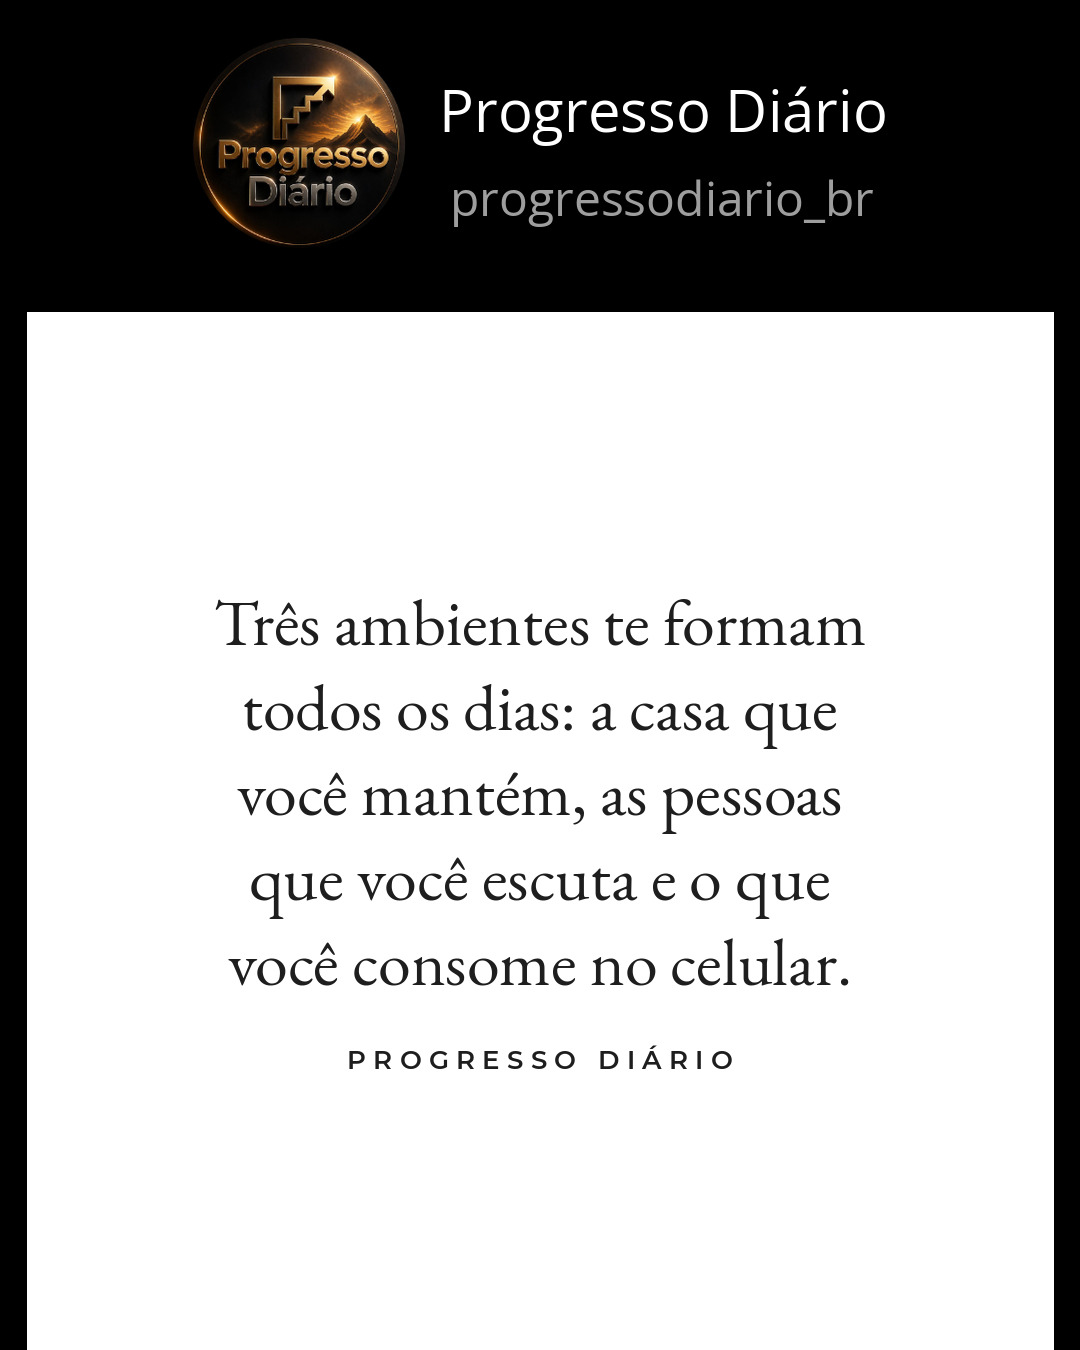 Progresso
Diário
Progresso Diário
progressodiario_br
Três ambientes te formam
todos os dias: a casa que
você mantém, as pessoas
que você escuta e o que
você consome no celular.
PROGRESSO DIÁRIO